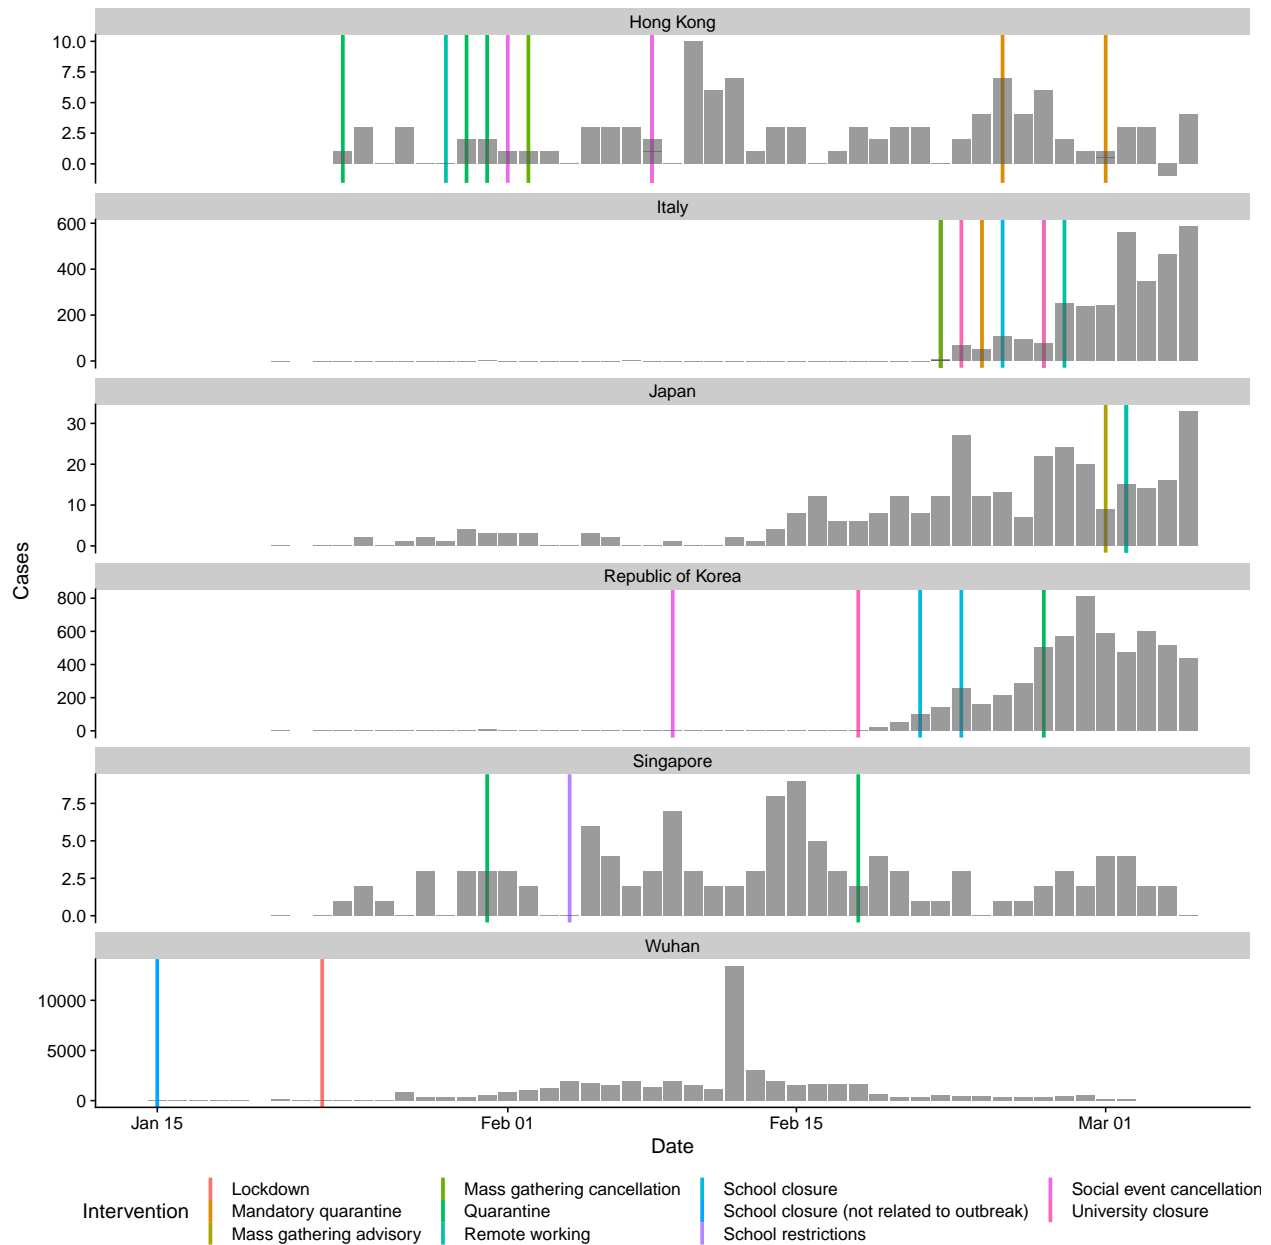 Hong Kong
10.0
7.5
5.0
2.5
0.0
Italy
600
400
200
0
Japan
30
20
10
0
Republic of Korea
800
600
400
200
0
Singapore
7.5
5.0
2.5
0.0
Wuhan
10000
5000
0
Cases
Jan 15 Feb 01 Feb 15 Mar 01
Date
Intervention
Lockdown
Mandatory quarantine
Mass gathering advisory
Mass gathering cancellation
Quarantine
Remote working
School closure
School closure (not related to outbreak)
School restrictions
Social event cancellation
University closure